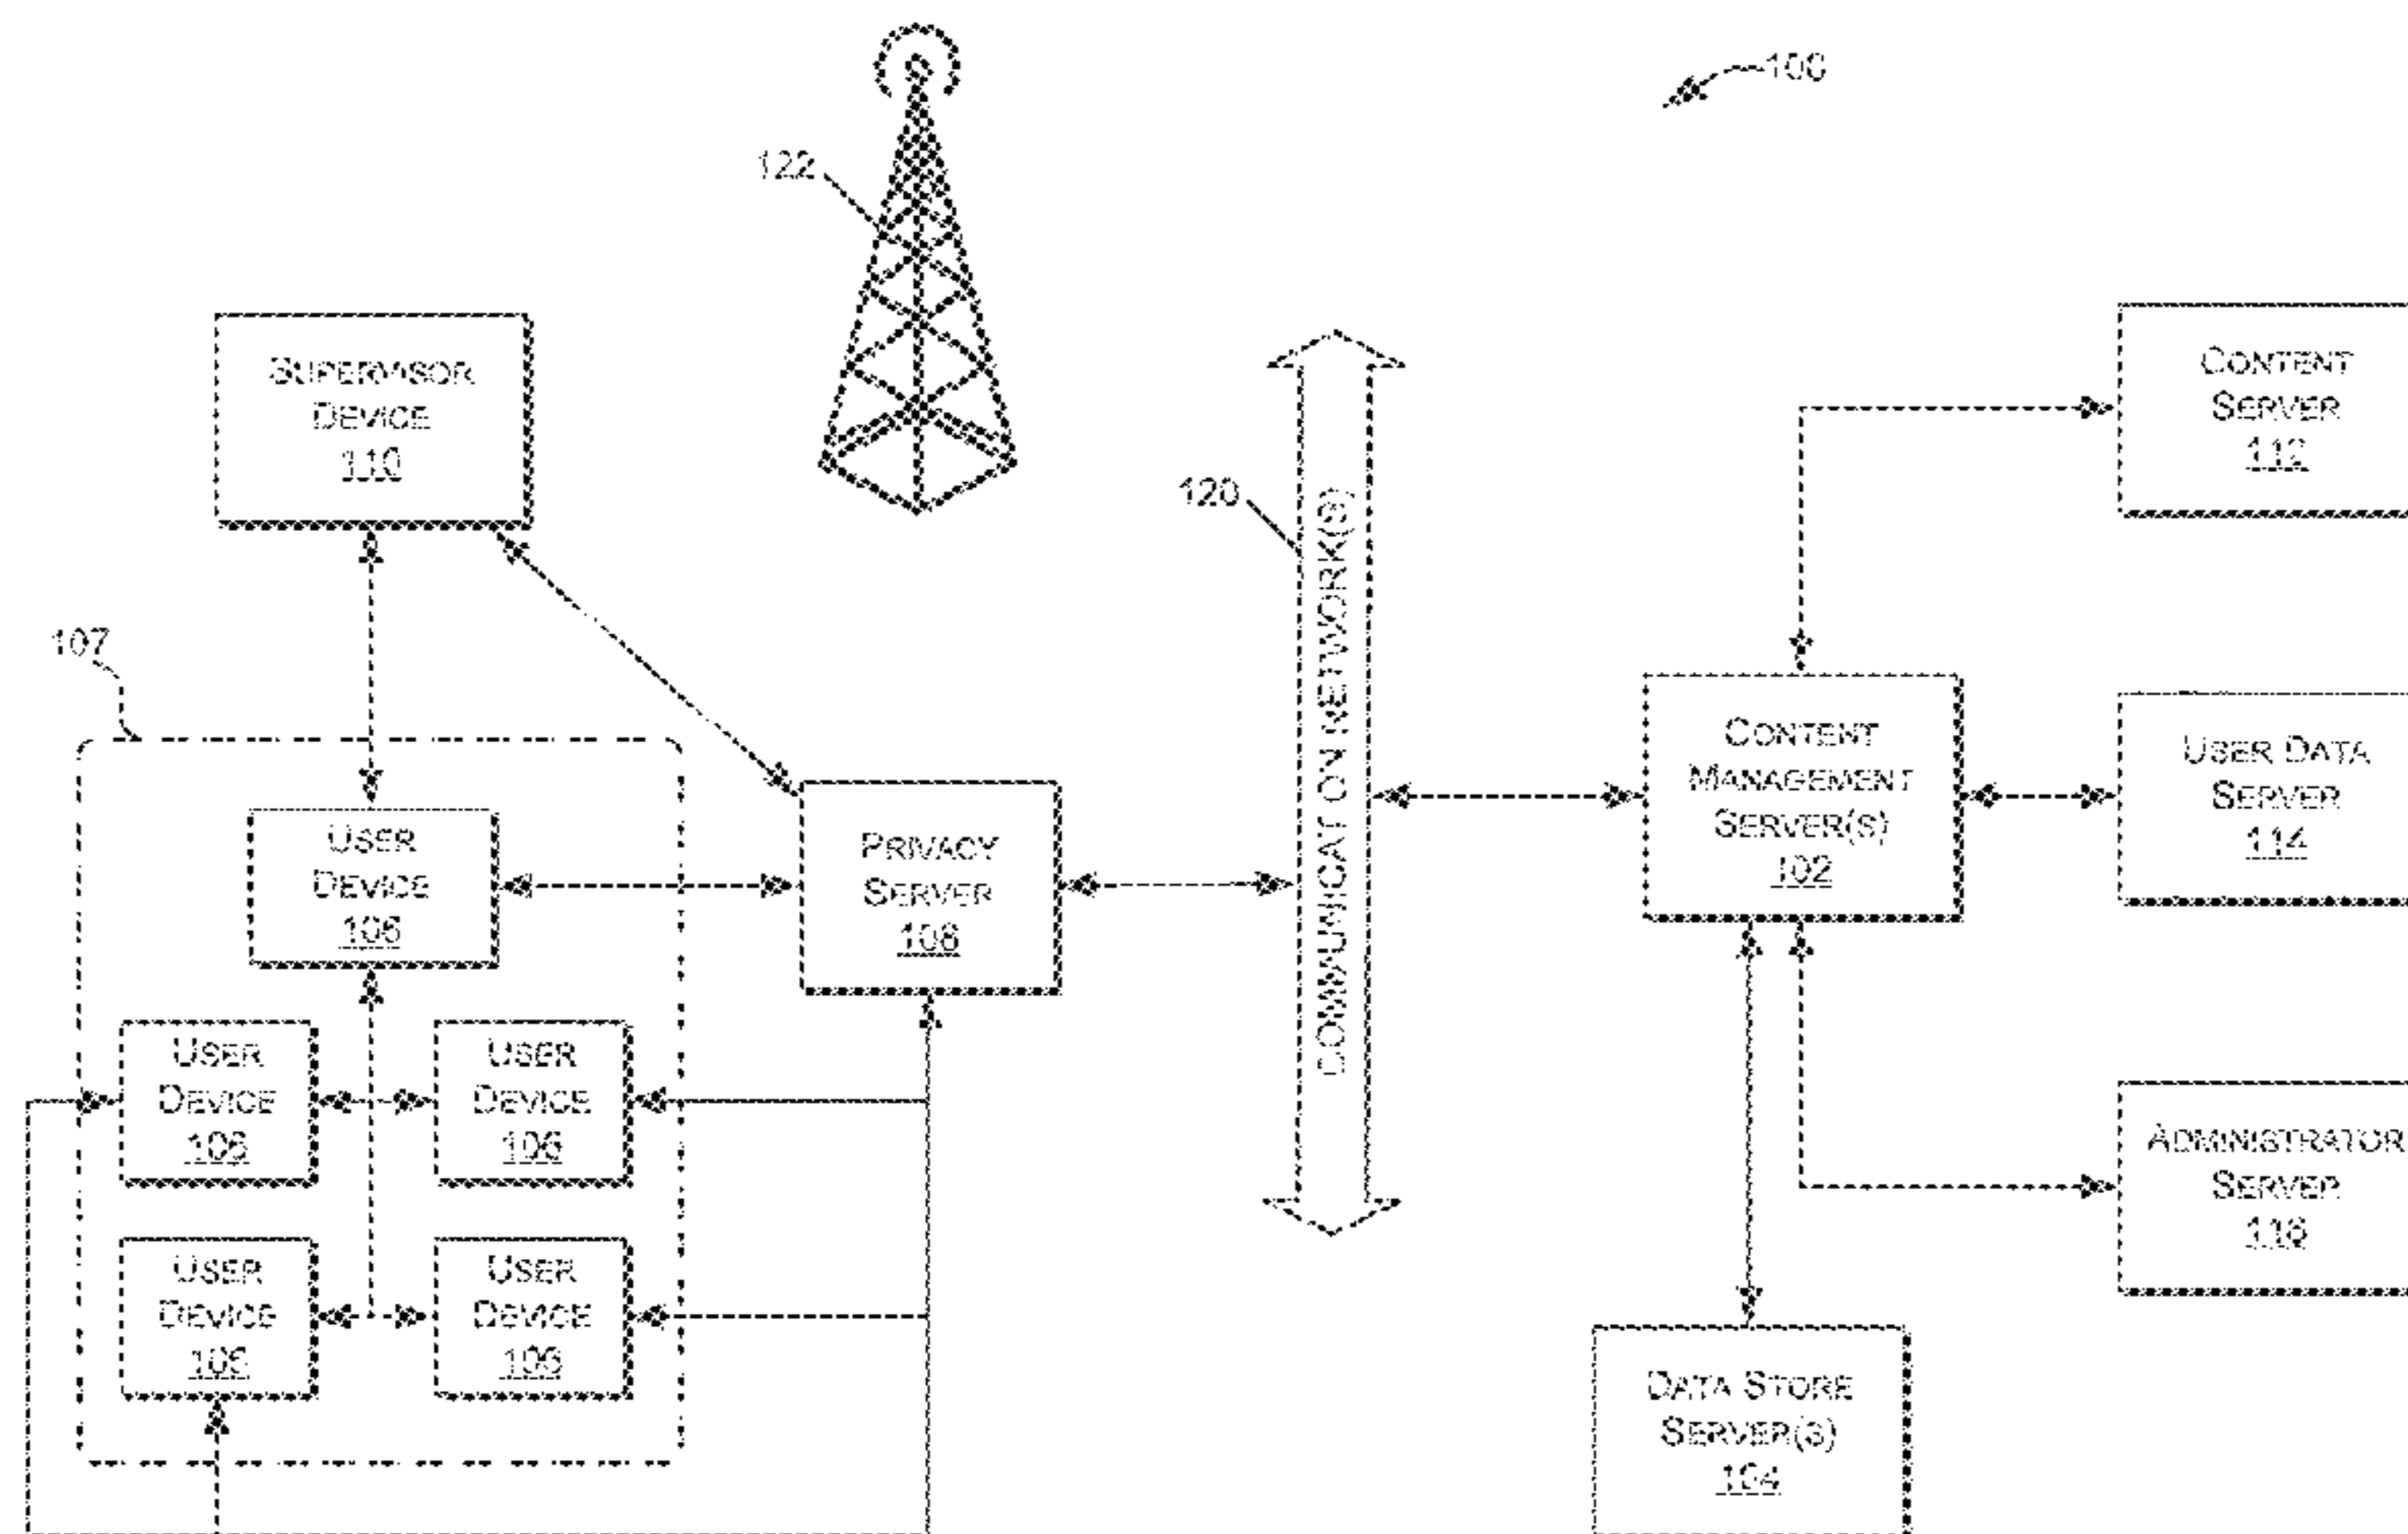 100
122
SUPERVISOR
DEVICE
110
CONTENT
SERVER
112
120
COMMUNICATION NETWORK(S)
107
CONTENT
MANAGEMENT
SERVER(S)
102
USER DATA
SERVER
114
USER
DEVICE
106
PRIVACY
SERVER
108
USER
DEVICE
106
USER
DEVICE
106
ADMINISTRATOR
SERVER
116
USER
DEVICE
106
USER
DEVICE
106
DATA STORE
SERVER(S)
104